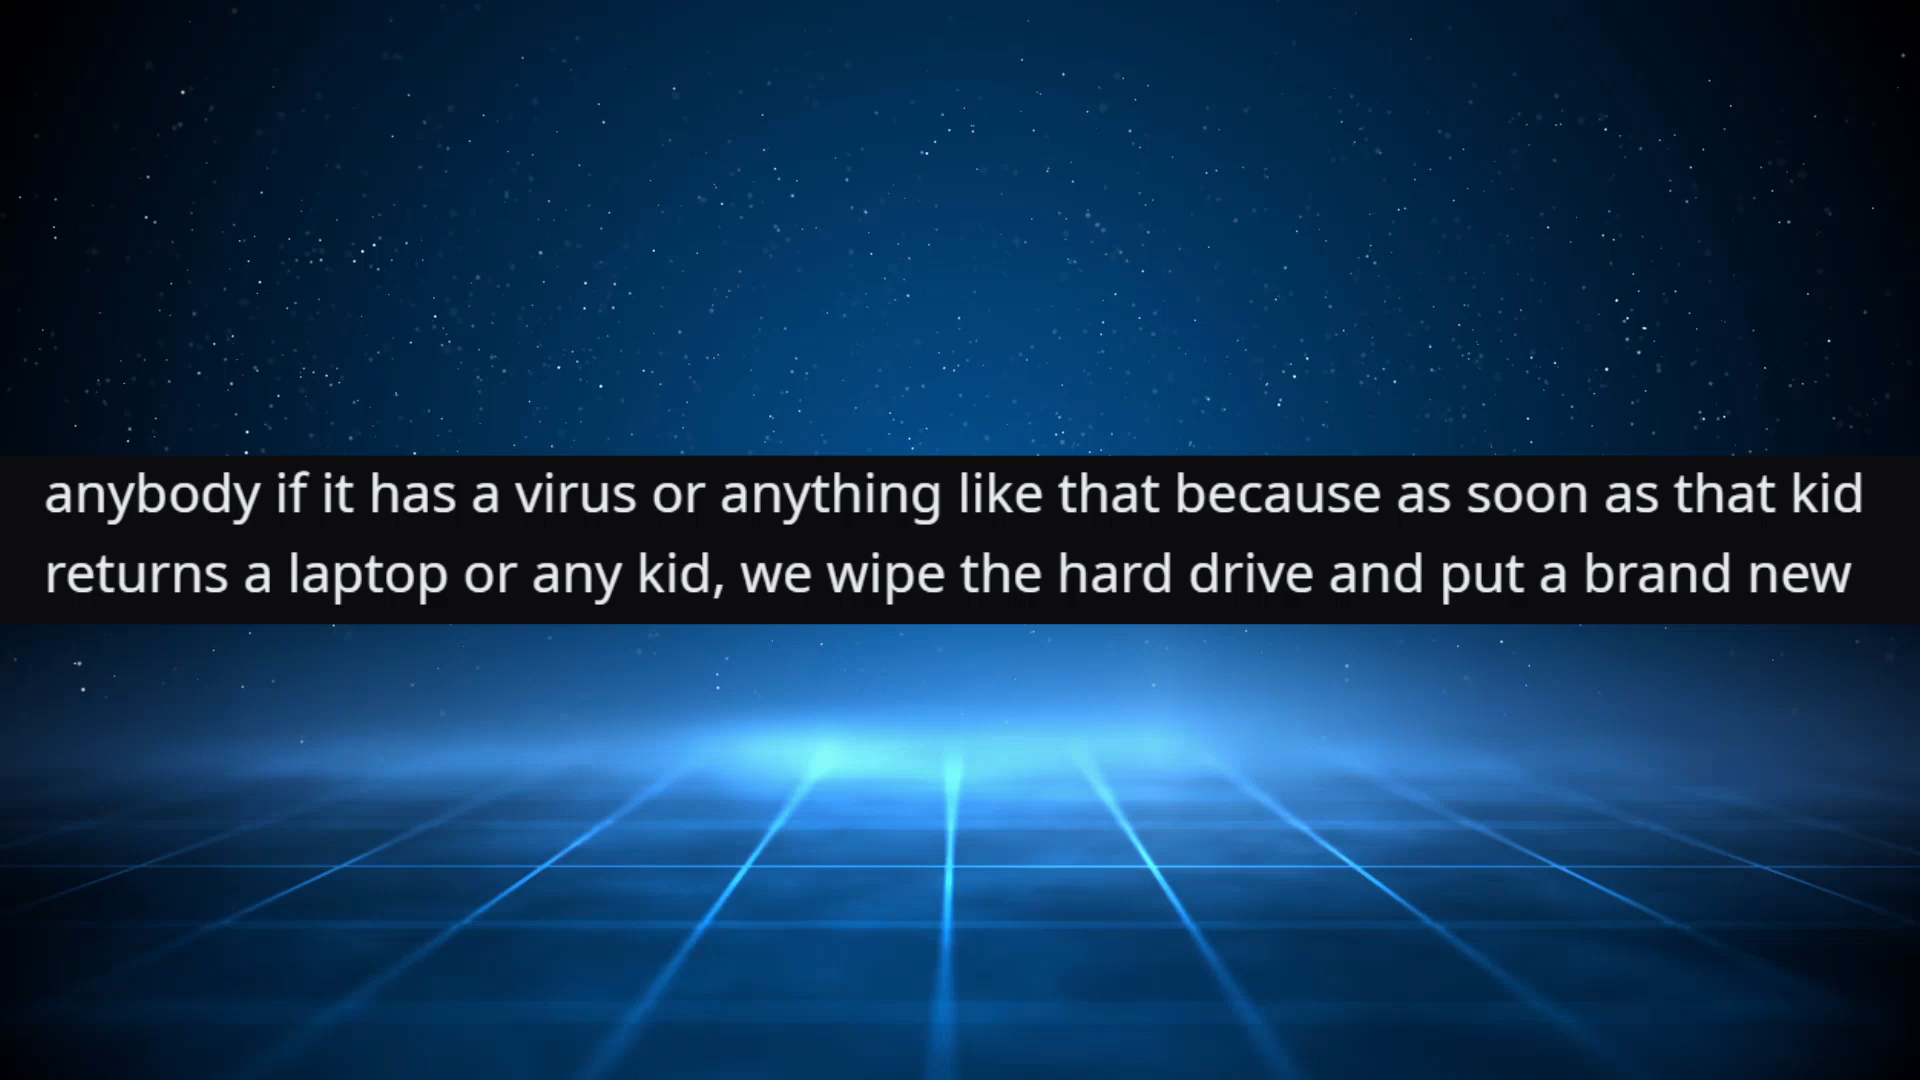 anybody if it has a virus or anything like that because as soon as that kid
returns a laptop or any kid, we wipe the hard drive and put a brand new